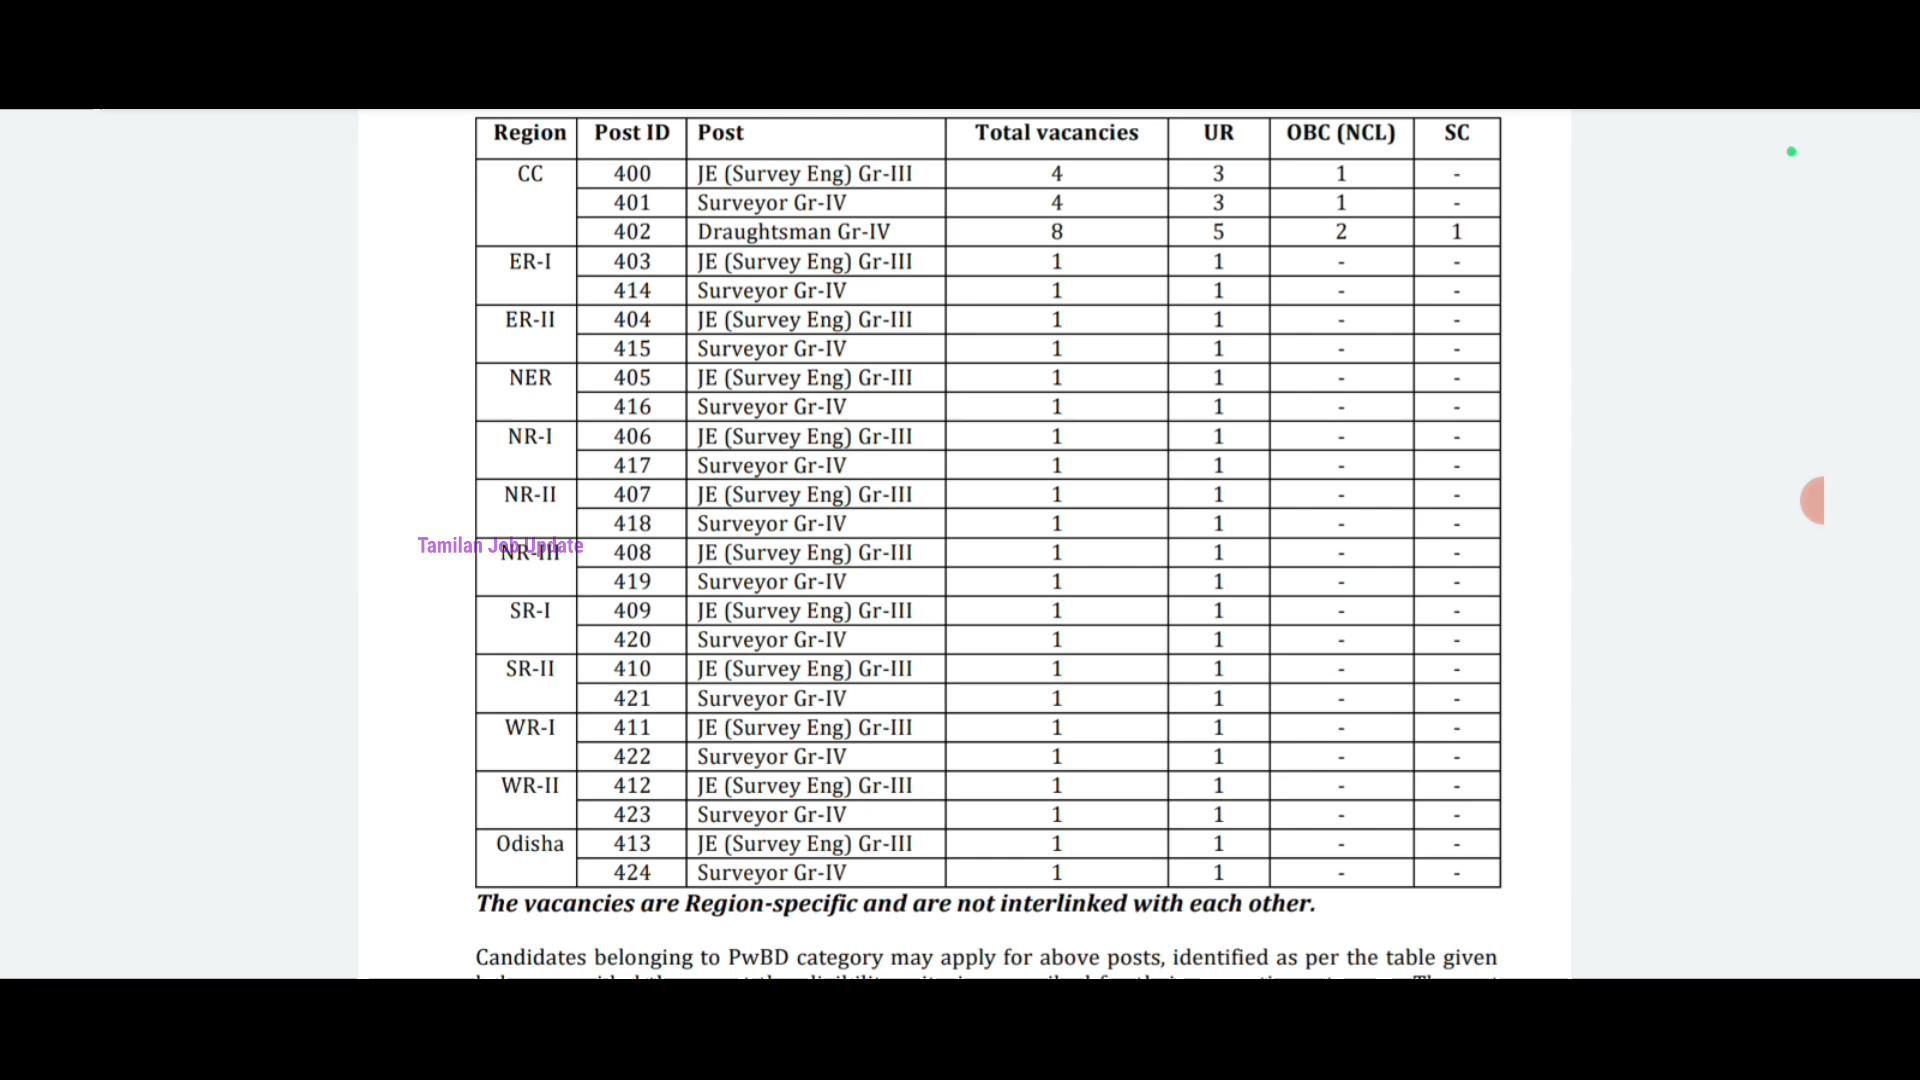 Region Post ID Post Total vacancies UR OBC (NCL) SC
CC 400 JE (Survey Eng) Gr-III 4 3 1 -
401 Surveyor Gr-IV 4 3 1 -
402 Draughtsman Gr-IV 8 5 2 1
ER-I 403 JE (Survey Eng) Gr-III 1 1 - -
414 Surveyor Gr-IV 1 1 - -
ER-II 404 JE (Survey Eng) Gr-III 1 1 - -
415 Surveyor Gr-IV 1 1 - -
NER 405 JE (Survey Eng) Gr-III 1 1 - -
416 Surveyor Gr-IV 1 1 - -
NR-I 406 JE (Survey Eng) Gr-III 1 1 - -
417 Surveyor Gr-IV 1 1 - -
NR-II 407 JE (Survey Eng) Gr-III 1 1 - -
418 Surveyor Gr-IV 1 1 - -
Tamilan Job Update
NR-III 408 JE (Survey Eng) Gr-III 1 1 - -
419 Surveyor Gr-IV 1 1 - -
SR-I 409 JE (Survey Eng) Gr-III 1 1 - -
420 Surveyor Gr-IV 1 1 - -
SR-II 410 JE (Survey Eng) Gr-III 1 1 - -
421 Surveyor Gr-IV 1 1 - -
WR-I 411 JE (Survey Eng) Gr-III 1 1 - -
422 Surveyor Gr-IV 1 1 - -
WR-II 412 JE (Survey Eng) Gr-III 1 1 - -
423 Surveyor Gr-IV 1 1 - -
Odisha 413 JE (Survey Eng) Gr-III 1 1 - -
424 Surveyor Gr-IV 1 1 - -
The vacancies are Region-specific and are not interlinked with each other.
Candidates belonging to PwBD category may apply for above posts, identified as per the table given